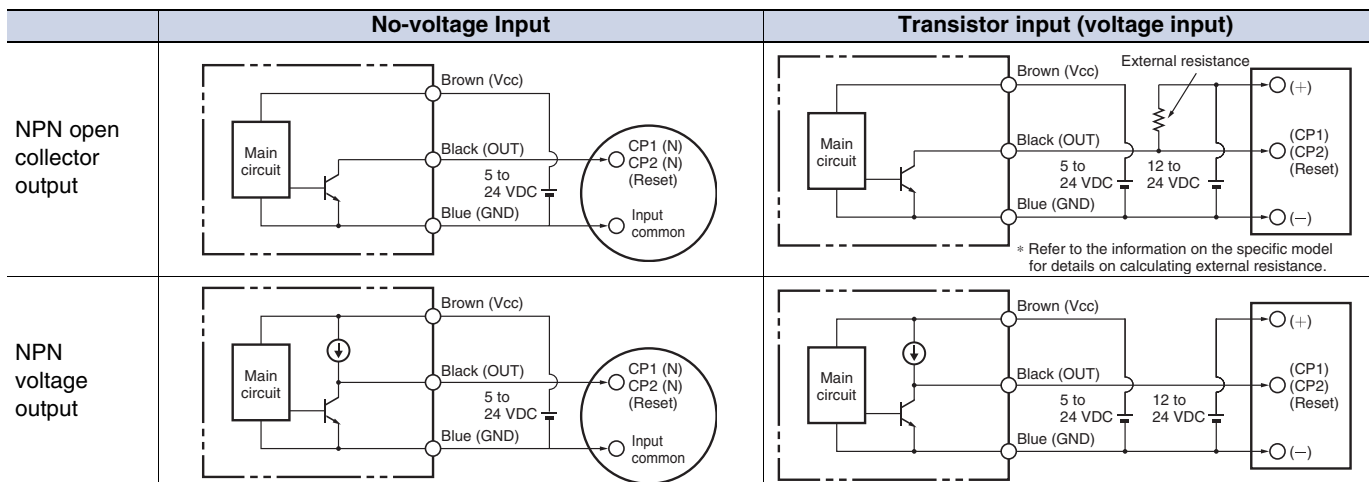 No-voltage Input
Transistor input (voltage input)
NPN open
collector
output
Main
circuit
Brown (Vcc)
Black (OUT)
5 to
24 VDC
Blue (GND)
CP1 (N)
CP2 (N)
(Reset)
Input
common
Main
circuit
Brown (Vcc)
External resistance
Black (OUT)
5 to
24 VDC
12 to
24 VDC
Blue (GND)
(+)
(CP1)
(CP2)
(Reset)
(−)
* Refer to the information on the specific model
for details on calculating external resistance.
NPN
voltage
output
Main
circuit
Brown (Vcc)
Black (OUT)
5 to
24 VDC
Blue (GND)
CP1 (N)
CP2 (N)
(Reset)
Input
common
Main
circuit
Brown (Vcc)
Black (OUT)
5 to
24 VDC
12 to
24 VDC
Blue (GND)
(+)
(CP1)
(CP2)
(Reset)
(−)